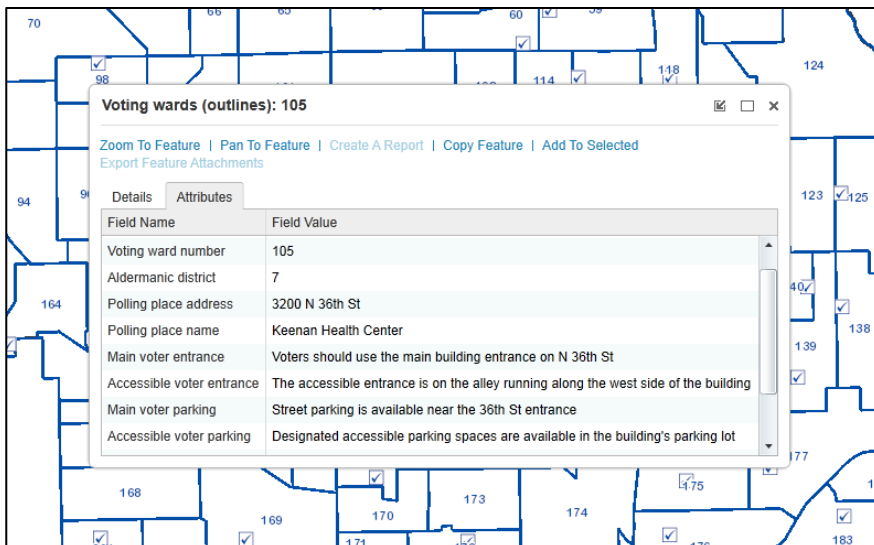 66
65
60
59
70
98
114
118
124
Voting wards (outlines): 105
Zoom To Feature | Pan To Feature | Create A Report | Copy Feature | Add To Selected
Export Feature Attachments
Details Attributes
Field Name Field Value
Voting ward number 105
Aldermanic district 7
Polling place address 3200 N 36th St
Polling place name Keenan Health Center
Main voter entrance Voters should use the main building entrance on N 36th St
Accessible voter entrance The accessible entrance is on the alley running along the west side of the building
Main voter parking Street parking is available near the 36th St entrance
Accessible voter parking Designated accessible parking spaces are available in the building's parking lot
94
123
125
164
138
139
177
168
169
170
173
174
175
171
183